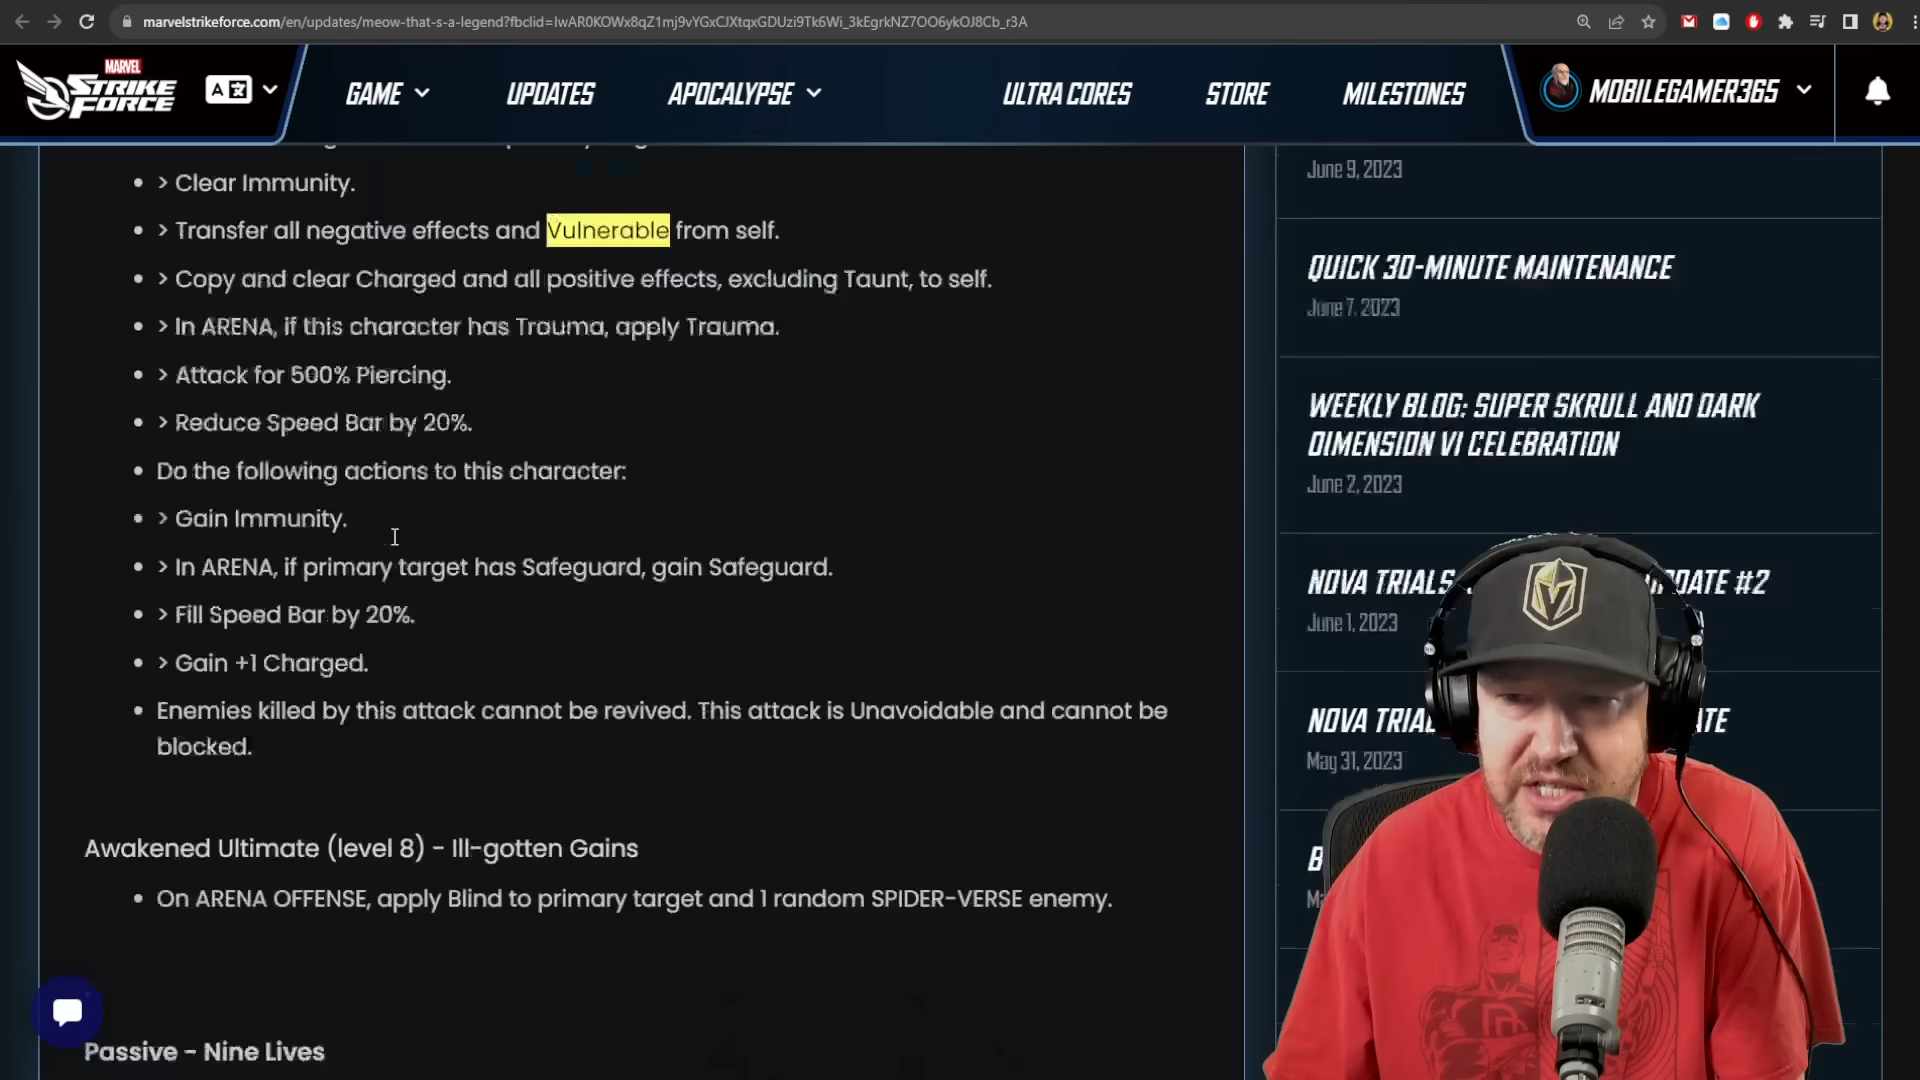 marvelstrikeforce.com/en/updates/meow-that-s-a-legend?fbclid=IwAR0KOWx8qZ1mj9vYGxCJXtqxGDUzi9Tk6Wi_3kEgrkNZ7OO6ykOJ8Cb_r3A
MARVEL STRIKE FORCE
GAME UPDATES APOCALYPSE ULTRA CORES STORE MILESTONES MOBILEGAMER365
> Clear Immunity.
> Transfer all negative effects and Vulnerable from self.
> Copy and clear Charged and all positive effects, excluding Taunt, to self.
> In ARENA, if this character has Trauma, apply Trauma.
> Attack for 500% Piercing.
> Reduce Speed Bar by 20%.
Do the following actions to this character:
> Gain Immunity.
> In ARENA, if primary target has Safeguard, gain Safeguard.
> Fill Speed Bar by 20%.
> Gain +1 Charged.
Enemies killed by this attack cannot be revived. This attack is Unavoidable and cannot be
blocked.
Awakened Ultimate (level 8) - Ill-gotten Gains
On ARENA OFFENSE, apply Blind to primary target and 1 random SPIDER-VERSE enemy.
Passive - Nine Lives
June 9, 2023
QUICK 30-MINUTE MAINTENANCE
June 7, 2023
WEEKLY BLOG: SUPER SKRULL AND DARK
DIMENSION VI CELEBRATION
June 2, 2023
NOVA TRIALS #2
June 1, 2023
NOVA
May 31, 2023